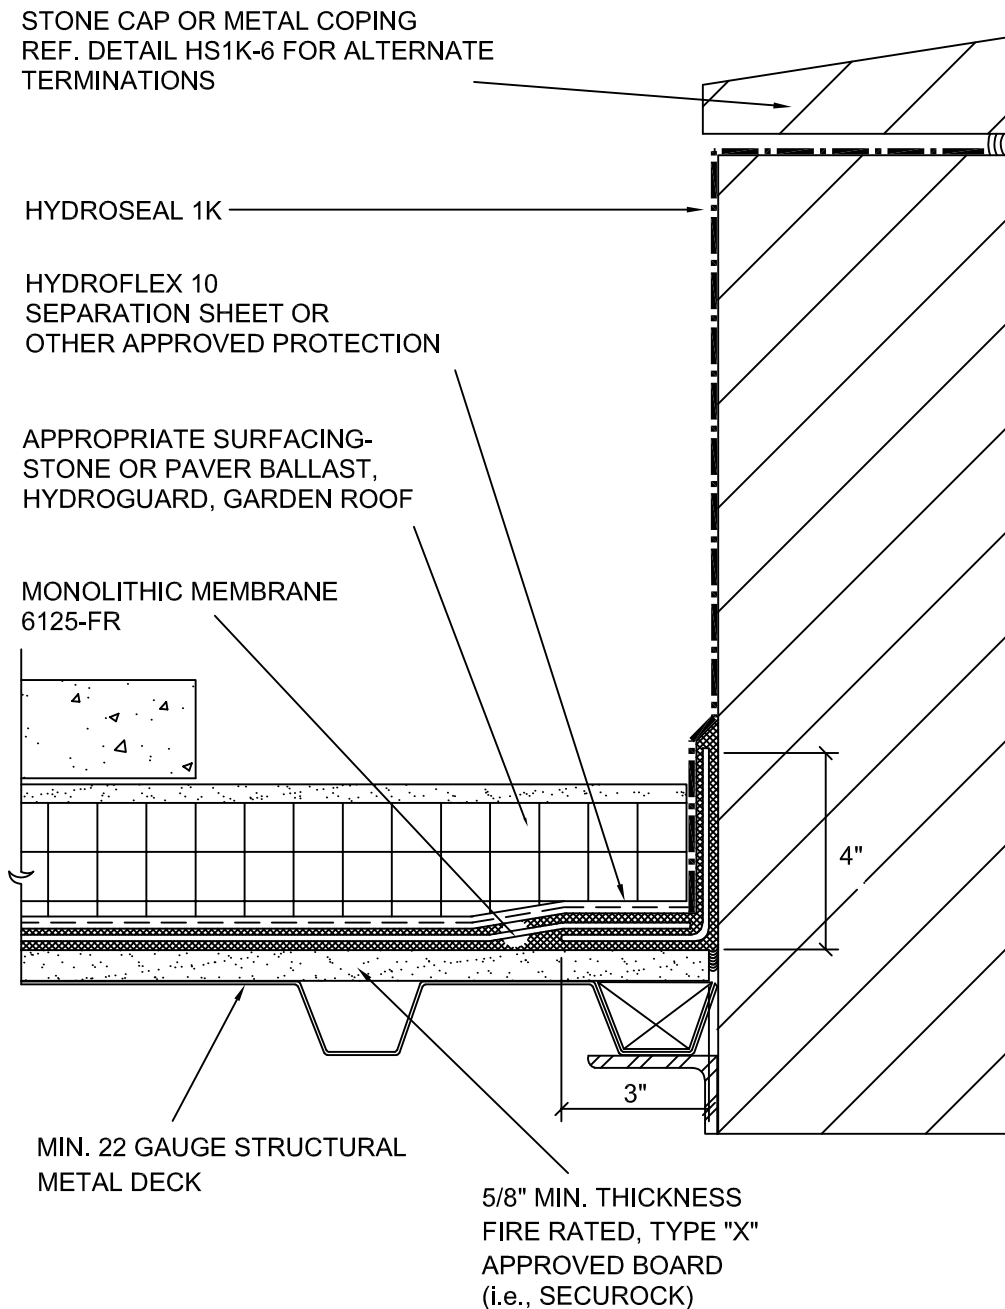 STONE CAP OR METAL COPING
REF. DETAIL HS1K-6 FOR ALTERNATE
TERMINATIONS
HYDROSEAL 1K
HYDROFLEX 10
SEPARATION SHEET OR
OTHER APPROVED PROTECTION
APPROPRIATE SURFACING-
STONE OR PAVER BALLAST,
HYDROGUARD, GARDEN ROOF
MONOLITHIC MEMBRANE
6125-FR
4"
3"
MIN. 22 GAUGE STRUCTURAL
METAL DECK
5/8" MIN. THICKNESS
FIRE RATED, TYPE "X"
APPROVED BOARD
(i.e., SECUROCK)